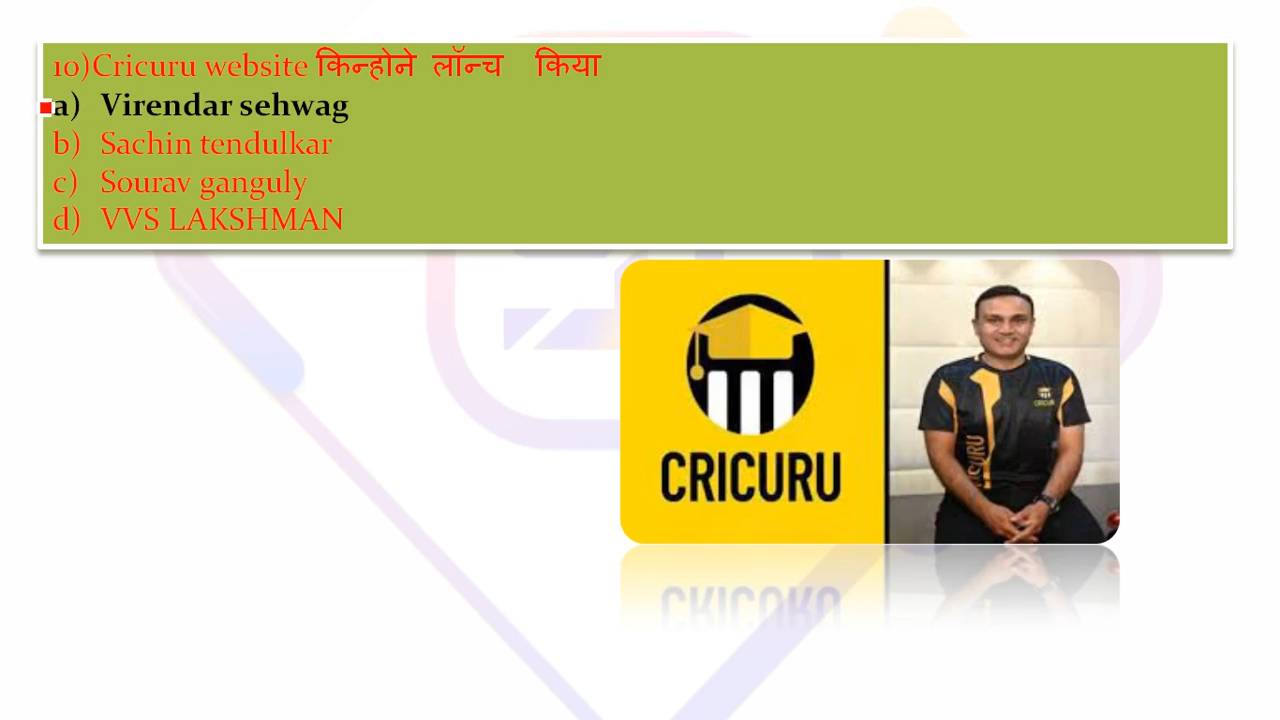 10)Cricuru website किन्होने लॉन्च किया
a) Virendar sehwag
b) Sachin tendulkar
c) Sourav ganguly
d) VVS LAKSHMAN
CRICURU